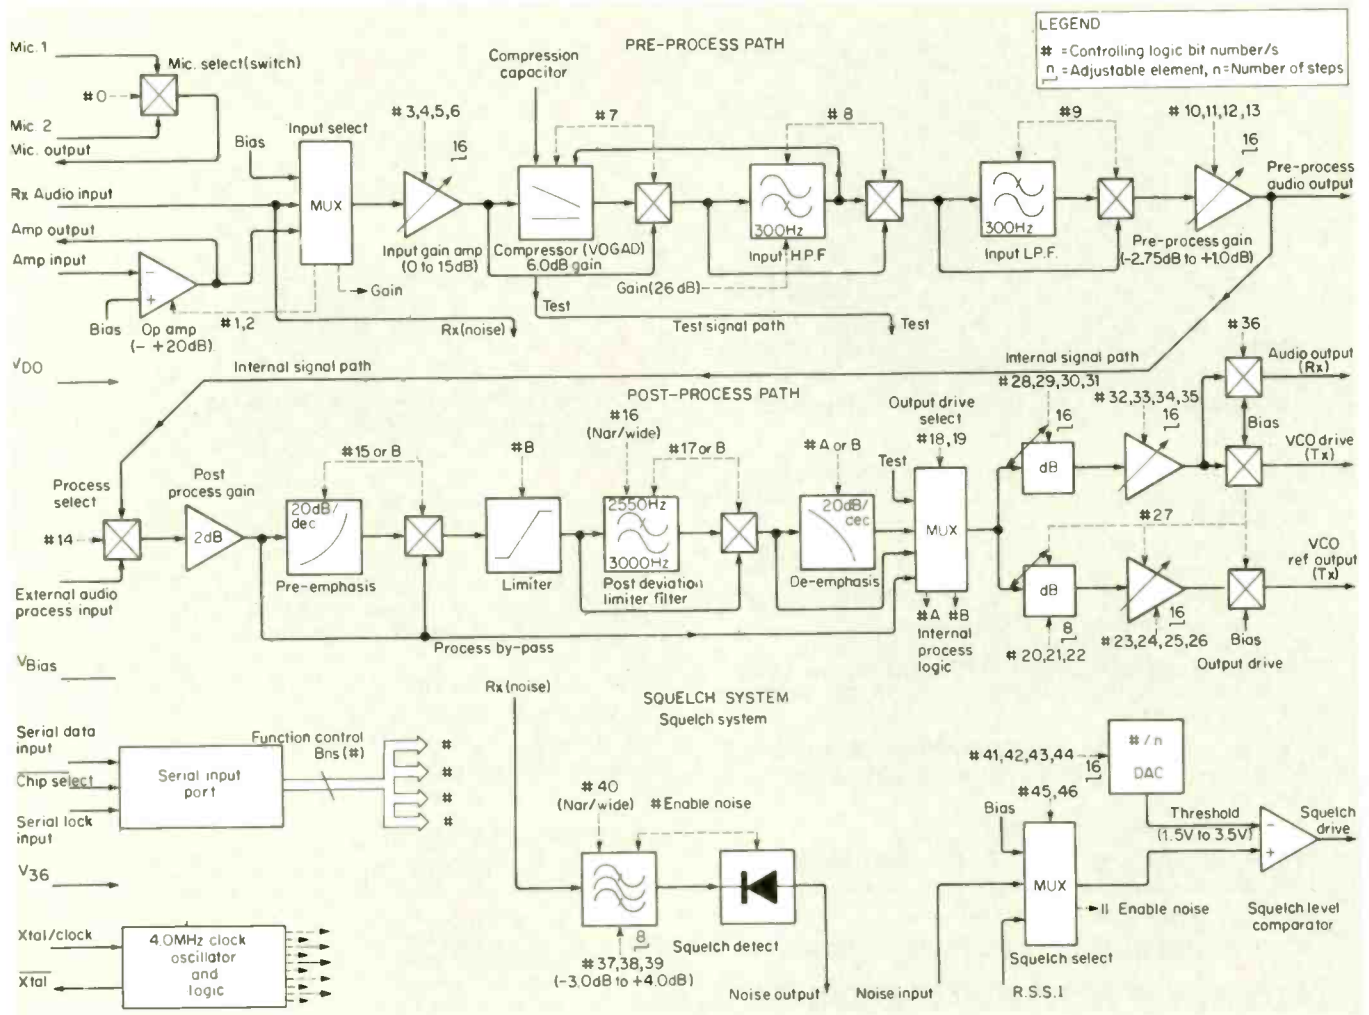 LEGEND
# =Controlling logic bit number/s
n =Adjustable element, n=Number of steps
PRE-PROCESS PATH
Mic. 1
Mic. select(switch)
#0
Mic. 2
Mic. output
Rx Audio input
Amp output
Amp input
Bias
Op amp
(- +20dB)
#1,2
Bias
Input select
MUX
Gain
Rx(noise)
#3,4,5,6
16
Input gain amp
(0 to 15dB)
Compression
capacitor
#7
Compressor (VOGAD)
6.0dB gain
Test
Test signal path
Test
#8
300Hz
Input H.P.F
Gain(26dB)
#9
300Hz
Input L.P.F.
#10,11,12,13
16
Pre-process gain
(-2.75dB to +1.0dB)
Pre-process
audio output
VDO
Internal signal path
Internal signal path
POST-PROCESS PATH
Process
select
#14
External audio
process input
Post
process gain
2dB
#15 or B
20dB/
dec
Pre-emphasis
Process by-pass
#B
Limiter
#16
(Nar/wide)
#17or B
2550Hz
3000Hz
Post deviation
limiter filter
#A or B
20dB/
cec
De-emphasis
Output drive
select
#18,19
Test
MUX
#A #B
Internal
process
logic
#28,29,30,31
16
dB
#32,33,34,35
16
#36
Audio output
(Rx)
Bias
VCO drive
(Tx)
#27
VCO
ref output
(Tx)
dB
8
#20,21,22
16
#23,24,25,26
Bias
Output drive
VBias
SQUELCH SYSTEM
Squelch system
Rx(noise)
Serial data
input
Chip select
Serial lock
input
Serial input
port
Function control
Bns(#)
#
#
#
#
V36
Xtal/clock
Xtal
4.0MHz clock
oscillator
and
logic
#40
(Nar/wide)
#Enable noise
8
#37,38,39
(-3.0dB to +4.0dB)
Squelch detect
Noise output
Noise input
#41,42,43,44
16
#/n
DAC
#45,46
Bias
MUX
II Enable noise
Squelch select
R.S.S.I
Threshold
(1.5V to 3.5V)
Squelch
drive
Squelch level
comparator